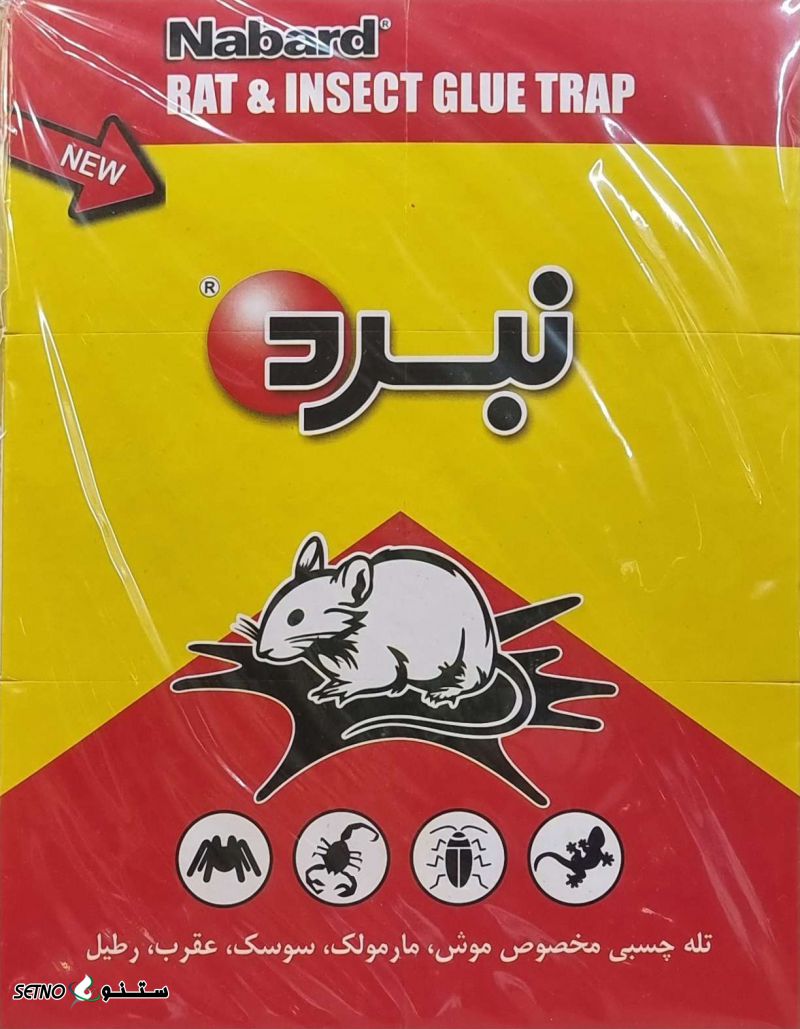 Nabard®
RAT & INSECT GLUE TRAP
NEW
®
نبرد
تله چسبی مخصوص موش، مارمولک، سوسک، عقرب، رطیل
SETNO ستنو